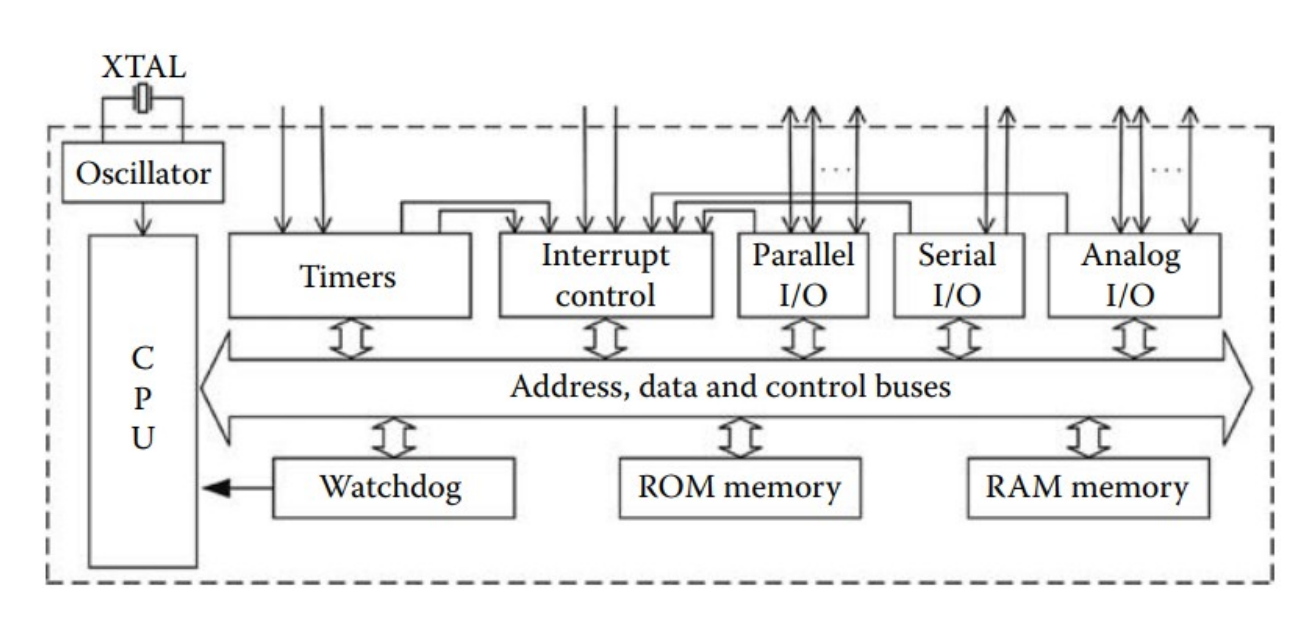 XTAL
Oscillator
Timers
Interrupt
control
Parallel
I/O
Serial
I/O
Analog
I/O
C
P
U
Address, data and control buses
Watchdog
ROM memory
RAM memory